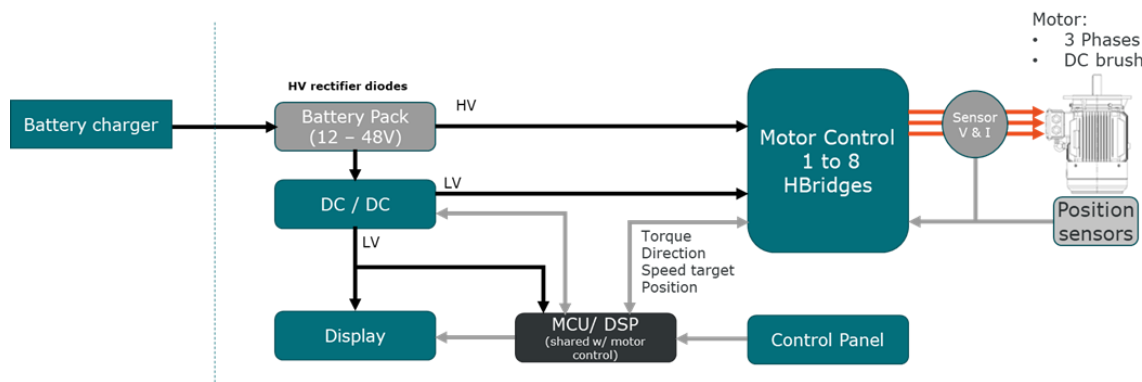 Motor:
• 3 Phases
• DC brush
HV rectifier diodes
Battery charger
Battery Pack
(12 – 48V)
HV
Motor Control
1 to 8
HBridges
Sensor
V & I
DC / DC
LV
LV
Position
sensors
Torque
Direction
Speed target
Position
Display
MCU/ DSP
(shared w/ motor
control)
Control Panel